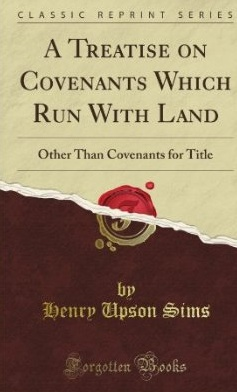 CLASSIC REPRINT SERIES
A TREATISE ON
COVENANTS WHICH
RUN WITH LAND
OTHER THAN COVENANTS FOR TITLE
by
Henry Upson Sims
Forgotten Books